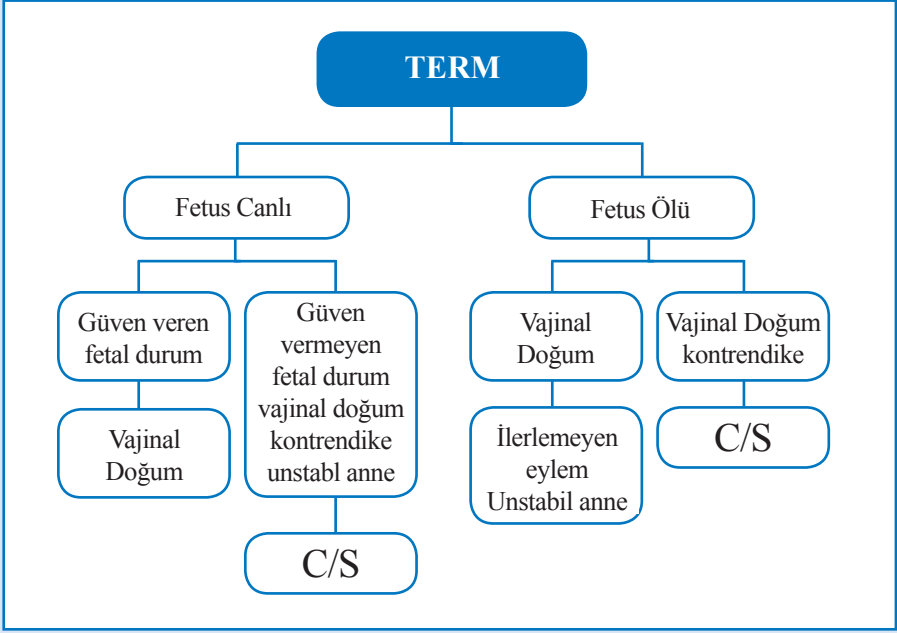 TERM
Fetus Canlı
Fetus Ölü
Güven veren
fetal durum
Güven
vermeyen
fetal durum
vajinal doğum
kontrendike
unstabl anne
Vajinal
Doğum
Vajinal Doğum
kontrendike
Vajinal
Doğum
İlerlemeyen
eylem
Unstabil anne
C/S
C/S